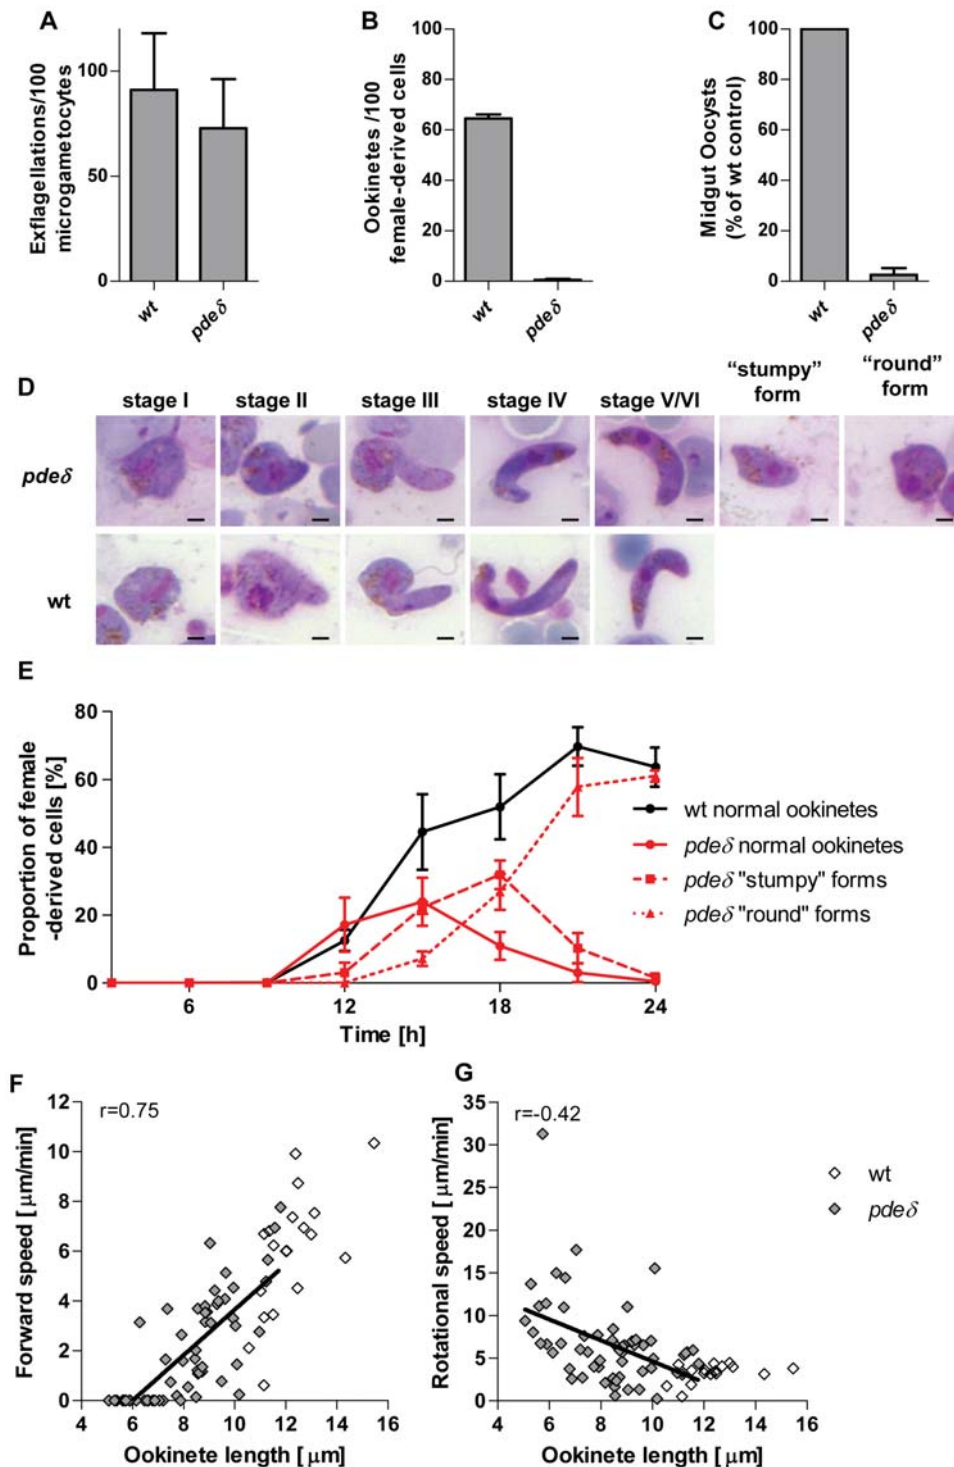 A
B
C
Exflagellations/100
microgametocytes
100
50
0
wt
pdeδ
Ookinetes /100
female-derived cells
100
80
60
40
20
0
wt
pdeδ
Midgut Oocysts
(% of wt control)
100
80
60
40
20
0
wt
pdeδ
D
stage I
stage II
stage III
stage IV
stage V/VI
"stumpy"
form
"round"
form
pdeδ
wt
E
Proportion of female
-derived cells [%]
80
60
40
20
0
6
12
18
24
Time [h]
wt normal ookinetes
pdeδ normal ookinetes
pdeδ "stumpy" forms
pdeδ "round" forms
F
r=0.75
Forward speed [μm/min]
12
10
8
6
4
2
0
4 6 8 10 12 14 16
Ookinete length [ μm]
G
r=-0.42
Rotational speed [ μm/min]
35
30
25
20
15
10
5
0
4 6 8 10 12 14 16
Ookinete length [ μm]
wt
pdeδ